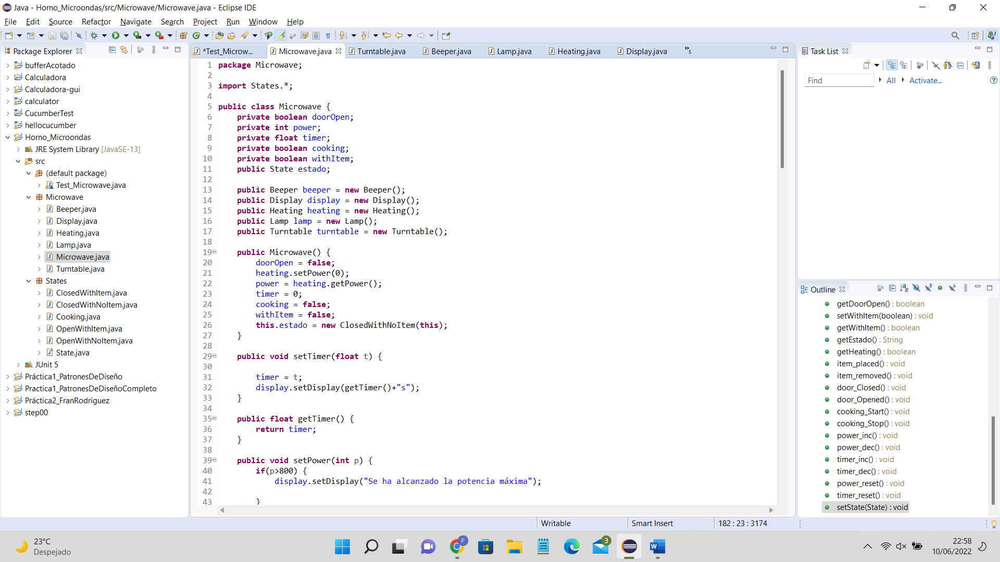 Java - Horno_Microondas/src/Microwave/Microwave.java - Eclipse IDE
File Edit Source Refactor Navigate Search Project Run Window Help
Package Explorer
bufferAcotado
Calculadora
Calculadora-gui
calculator
CucumberTest
hellocucumber
Horno_Microondas
JRE System Library [JavaSE-13]
src
(default package)
Test_Microwave.java
Microwave
Beeper.java
Display.java
Heating.java
Lamp.java
Microwave.java
Turntable.java
States
ClosedWithItem.java
ClosedWithNoItem.java
Cooking.java
OpenWithItem.java
OpenWithNoItem.java
State.java
JUnit 5
Práctica1_PatronesDeDiseño
Practica1_PatronesDeDiseñoCompleto
Práctica2_FranRodriguez
step00
*Test_Microw... Microwave.java Turntable.java Beeper.java Lamp.java Heating.java Display.java »5
1 package Microwave;
2
3 import States.*;
4
5 public class Microwave {
6 private boolean doorOpen;
7 private int power;
8 private float timer;
9 private boolean cooking;
10 private boolean withItem;
11 public State estado;
12
13 public Beeper beeper = new Beeper();
14 public Display display = new Display();
15 public Heating heating = new Heating();
16 public Lamp lamp = new Lamp();
17 public Turntable turntable = new Turntable();
18
19 public Microwave() {
20 doorOpen = false;
21 heating.setPower(0);
22 power = heating.getPower();
23 timer = 0;
24 cooking = false;
25 withItem = false;
26 this.estado = new ClosedWithNoItem(this);
27 }
28
29 public void setTimer(float t) {
30
31 timer = t;
32 display.setDisplay(getTimer()+"s");
33 }
34
35 public float getTimer() {
36 return timer;
37 }
38
39 public void setPower(int p) {
40 if(p>800) {
41 display.setDisplay("Se ha alcanzado la potencia máxima");
42
43 }
Task List
Find All Activate...
Outline
getDoorOpen() : boolean
setWithItem(boolean) : void
getWithItem() : boolean
getEstado() : String
getHeating() : boolean
item_placed() : void
item_removed() : void
door_Closed() : void
door_Opened() : void
cooking_Start() : void
cooking_Stop() : void
power_inc() : void
power_dec() : void
timer_inc() : void
timer_dec() : void
power_reset() : void
timer_reset() : void
setState(State) : void
Writable Smart Insert 182 : 23 : 3174
23°C
Despejado
F
3
22:58
10/06/2022